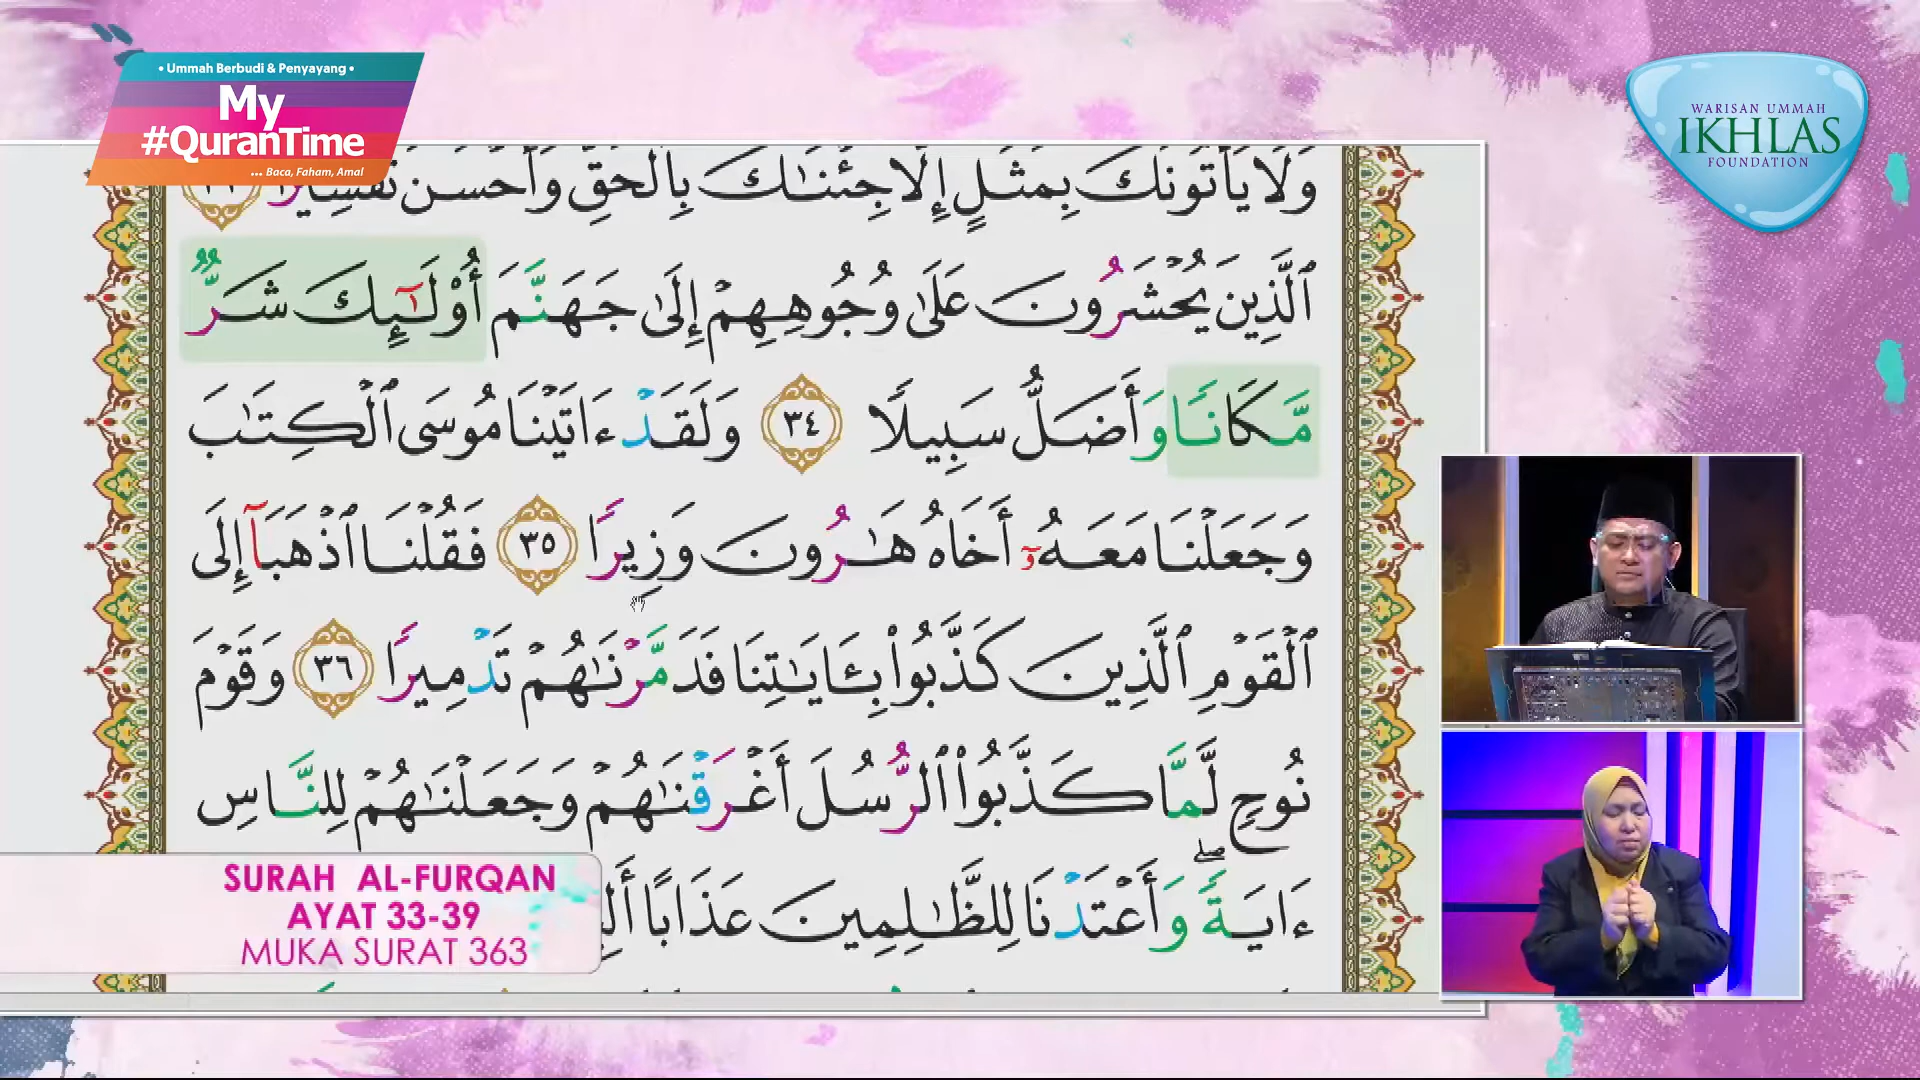 • Ummah Berbudi & Penyayang •
My
#QuranTime
... Baca, Faham, Amal
WARISAN UMMAH
IKHLAS
FOUNDATION
وَلَا يَأْتُونَكَ بِمَثَلٍ إِلَّا جِئْنَٰكَ بِٱلْحَقِّ وَأَحْسَنَ تَفْسِيرًا ٣٣
ٱلَّذِينَ يُحْشَرُونَ عَلَىٰ وُجُوهِهِمْ إِلَىٰ جَهَنَّمَ أُو۟لَٰٓئِكَ شَرٌّ
مَّكَانًا وَأَضَلُّ سَبِيلًا ٣٤ وَلَقَدْ ءَاتَيْنَا مُوسَى ٱلْكِتَٰبَ
وَجَعَلْنَا مَعَهُۥٓ أَخَاهُ هَٰرُونَ وَزِيرًا ٣٥ فَقُلْنَا ٱذْهَبَآ إِلَى
ٱلْقَوْمِ ٱلَّذِينَ كَذَّبُوا۟ بِـَٔايَٰتِنَا فَدَمَّرْنَٰهُمْ تَدْمِيرًا ٣٦ وَقَوْمَ
نُوحٍ لَّمَّا كَذَّبُوا۟ ٱلرُّسُلَ أَغْرَقْنَٰهُمْ وَجَعَلْنَٰهُمْ لِلنَّاسِ
ءَايَةً ۖ وَأَعْتَدْنَا لِلظَّٰلِمِينَ عَذَابًا
SURAH AL-FURQAN
AYAT 33-39
MUKA SURAT 363